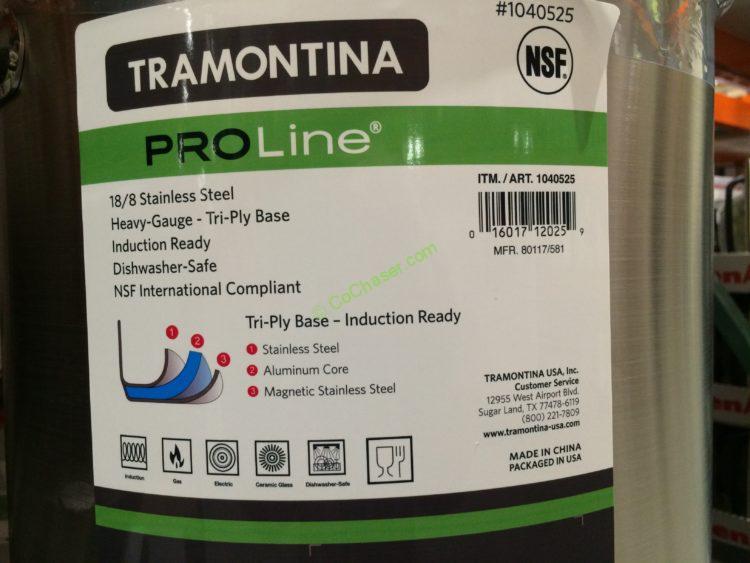 #1040525
TRAMONTINA
NSF®
PROLine®
18/8 Stainless Steel
Heavy-Gauge - Tri-Ply Base
Induction Ready
Dishwasher-Safe
NSF International Compliant
ITM. / ART. 1040525
0 16017 12025 9
MFR. 80117/581
© CoChaser.com
Tri-Ply Base – Induction Ready
1 Stainless Steel
2 Aluminum Core
3 Magnetic Stainless Steel
1
2
3
TRAMONTINA USA, Inc.
Customer Service
12955 West Airport Blvd.
Sugar Land, TX 77478-6119
(800) 221-7809
www.tramontina-usa.com
MADE IN CHINA
PACKAGED IN USA
Induction
Gas
Electric
Ceramic Glass
Dishwasher-Safe